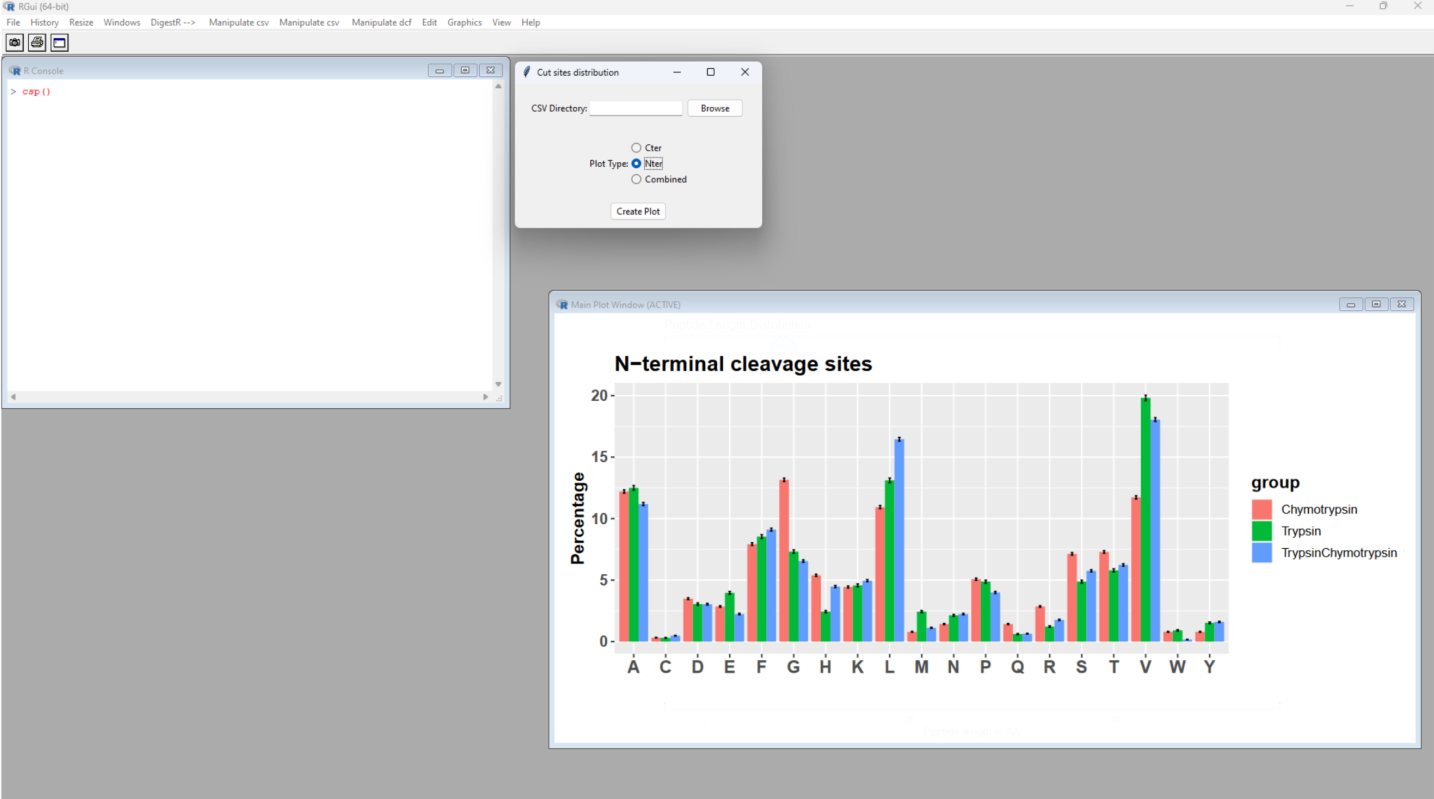 RGui (64-bit)
File History Resize Windows DigestR --> Manipulate csv Manipulate csv Manipulate dcf Edit Graphics View Help
R Console
> csp()
Cut sites distribution
CSV Directory: Browse
Cter
Plot Type: Nter
Combined
Create Plot
Main Plot Window (ACTIVE)
N−terminal cleavage sites
20
15
10
5
0
Percentage
A C D E F G H K L M N P Q R S T V W Y
group
Chymotrypsin
Trypsin
TrypsinChymotrypsin